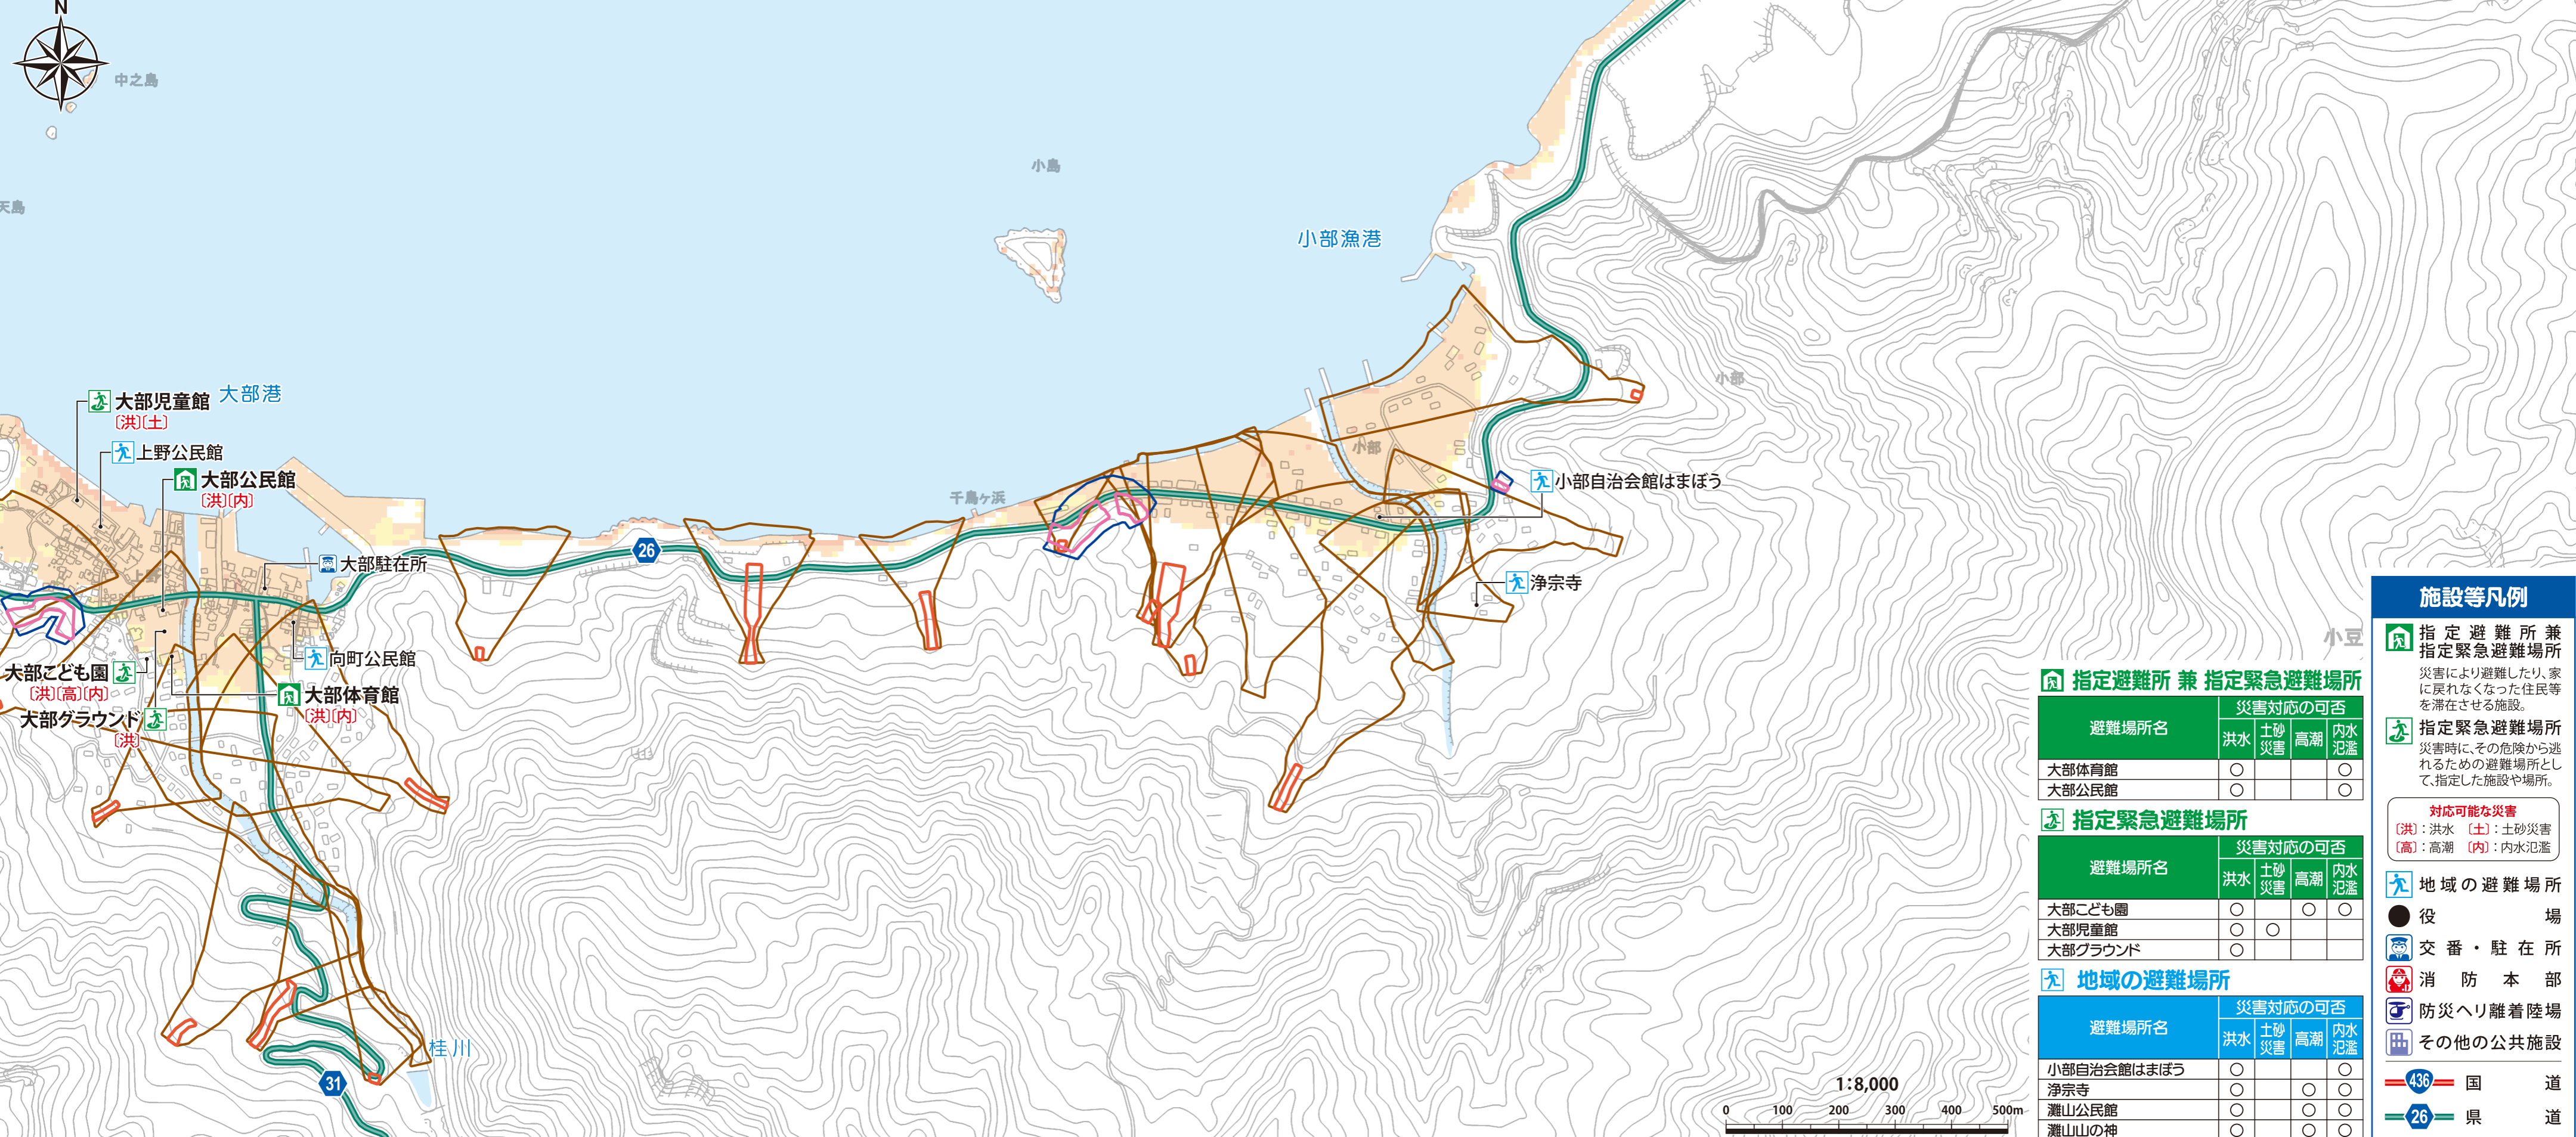 N
中之島
天島
小島
小部漁港
小部
大部児童館
大部港
〔洪〕〔土〕
上野公民館
大部公民館
〔洪〕〔内〕
小部
小部自治会館はまぼう
千島ヶ浜
26
大部駐在所
上野
浄宗寺
向町公民館
大部こども園
〔洪〕〔高〕〔内〕
大部体育館
〔洪〕〔内〕
大部グラウンド
〔洪〕
小豆
桂川
31
1:8,000
0 100 200 300 400 500m
指定避難所 兼 指定緊急避難場所
避難場所名 災害対応の可否
洪水 土砂災害 高潮 内水氾濫
大部体育館 ○ ○
大部公民館 ○ ○
指定緊急避難場所
避難場所名 災害対応の可否
洪水 土砂災害 高潮 内水氾濫
大部こども園 ○ ○ ○
大部児童館 ○ ○
大部グラウンド ○
地域の避難場所
避難場所名 災害対応の可否
洪水 土砂災害 高潮 内水氾濫
小部自治会館はまぼう ○ ○
浄宗寺 ○ ○ ○
灘山公民館 ○ ○ ○
灘山山の神 ○ ○ ○
施設等凡例
指定避難所兼
指定緊急避難場所
災害により避難したり、家
に戻れなくなった住民等
を滞在させる施設。
指定緊急避難場所
災害時に、その危険から逃
れるための避難場所とし
て、指定した施設や場所。
対応可能な災害
〔洪〕：洪水 〔土〕：土砂災害
〔高〕：高潮 〔内〕：内水氾濫
地域の避難場所
役場
交番・駐在所
消防本部
防災ヘリ離着陸場
その他の公共施設
436 国道
26 県道